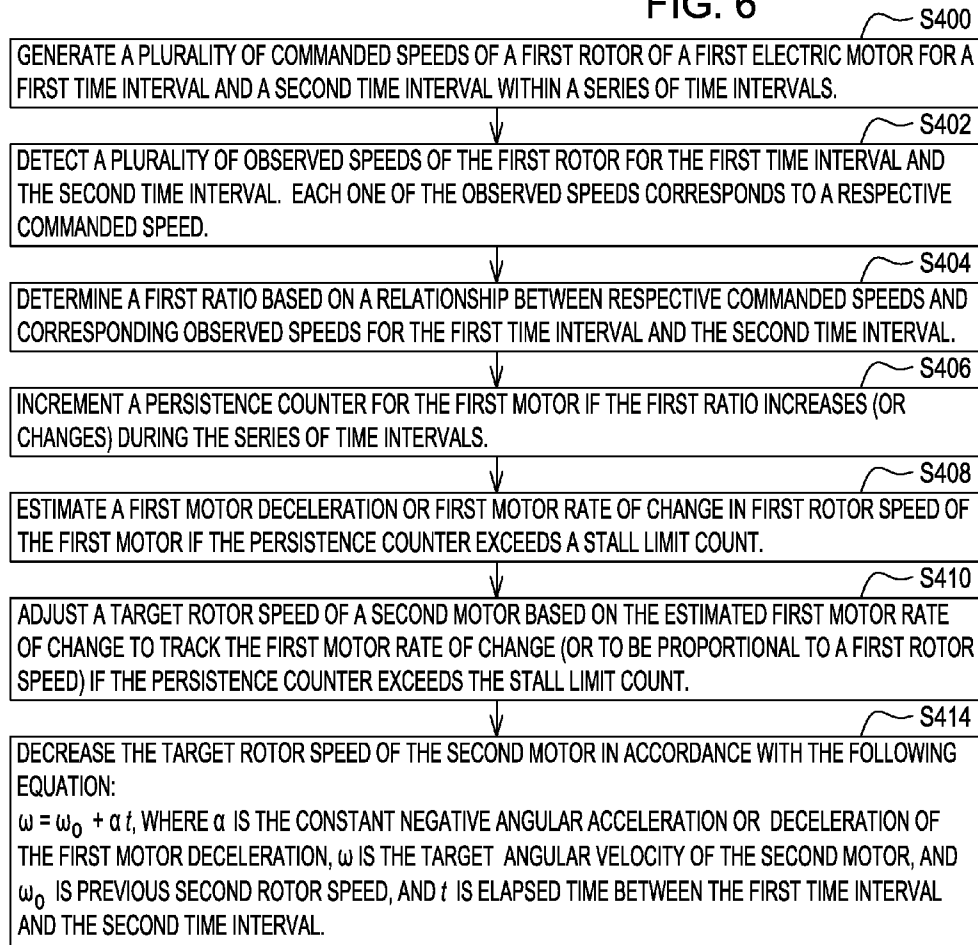 FIG. 6
S400
GENERATE A PLURALITY OF COMMANDED SPEEDS OF A FIRST ROTOR OF A FIRST ELECTRIC MOTOR FOR A
FIRST TIME INTERVAL AND A SECOND TIME INTERVAL WITHIN A SERIES OF TIME INTERVALS.
S402
DETECT A PLURALITY OF OBSERVED SPEEDS OF THE FIRST ROTOR FOR THE FIRST TIME INTERVAL AND
THE SECOND TIME INTERVAL. EACH ONE OF THE OBSERVED SPEEDS CORRESPONDS TO A RESPECTIVE
COMMANDED SPEED.
S404
DETERMINE A FIRST RATIO BASED ON A RELATIONSHIP BETWEEN RESPECTIVE COMMANDED SPEEDS AND
CORRESPONDING OBSERVED SPEEDS FOR THE FIRST TIME INTERVAL AND THE SECOND TIME INTERVAL.
S406
INCREMENT A PERSISTENCE COUNTER FOR THE FIRST MOTOR IF THE FIRST RATIO INCREASES (OR
CHANGES) DURING THE SERIES OF TIME INTERVALS.
S408
ESTIMATE A FIRST MOTOR DECELERATION OR FIRST MOTOR RATE OF CHANGE IN FIRST ROTOR SPEED OF
THE FIRST MOTOR IF THE PERSISTENCE COUNTER EXCEEDS A STALL LIMIT COUNT.
S410
ADJUST A TARGET ROTOR SPEED OF A SECOND MOTOR BASED ON THE ESTIMATED FIRST MOTOR RATE
OF CHANGE TO TRACK THE FIRST MOTOR RATE OF CHANGE (OR TO BE PROPORTIONAL TO A FIRST ROTOR
SPEED) IF THE PERSISTENCE COUNTER EXCEEDS THE STALL LIMIT COUNT.
S414
DECREASE THE TARGET ROTOR SPEED OF THE SECOND MOTOR IN ACCORDANCE WITH THE FOLLOWING
EQUATION:
ω = ω₀ + α t, WHERE α IS THE CONSTANT NEGATIVE ANGULAR ACCELERATION OR DECELERATION OF
THE FIRST MOTOR DECELERATION, ω IS THE TARGET ANGULAR VELOCITY OF THE SECOND MOTOR, AND
ω₀ IS PREVIOUS SECOND ROTOR SPEED, AND t IS ELAPSED TIME BETWEEN THE FIRST TIME INTERVAL
AND THE SECOND TIME INTERVAL.